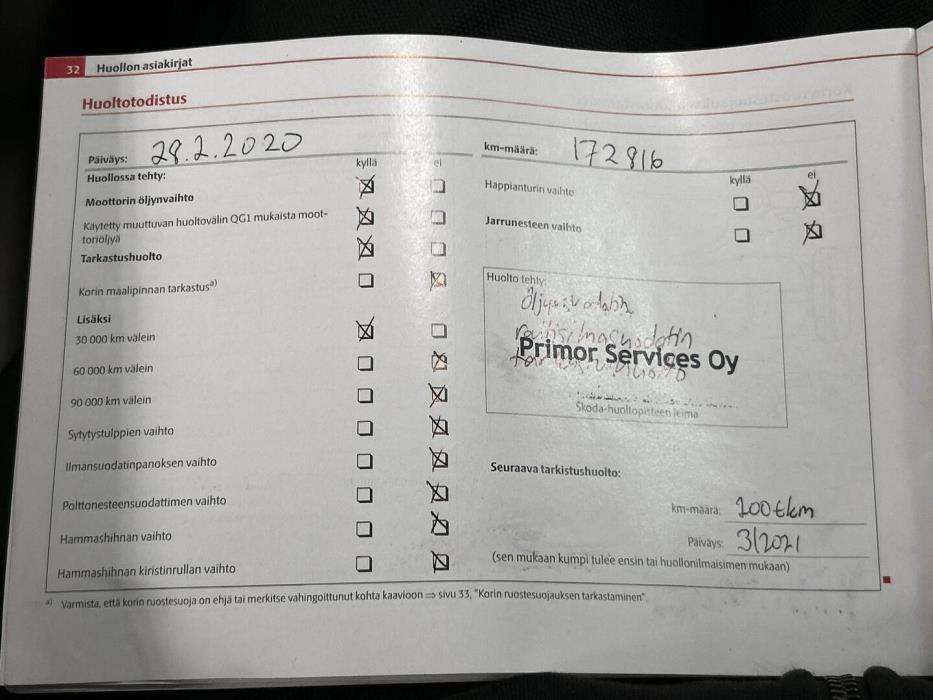 32 Huollon asiakirjat
Huoltotodistus
Päiväys: 28.2.2020
kyllä ei
Huollossa tehty:
Moottorin öljynvaihto
Käytetty muuttuvan huoltovälin QG1 mukaista moot-
toriöljyä
Tarkastushuolto
Korin maalipinnan tarkastus a)
Lisäksi
30 000 km välein
60 000 km välein
90 000 km välein
Sytytystulppien vaihto
Ilmansuodatinpanoksen vaihto
Polttonesteensuodattimen vaihto
Hammashihnan vaihto
Hammashihnan kiristinrullan vaihto
km-määrä: 172816
kyllä ei
Happianturin vaihto
Jarrunesteen vaihto
Huolto tehty:
Primor Services Oy
Škoda-huoltopisteen leima
Seuraava tarkistushuolto:
km-määrä: 200tkm
Päiväys: 3/2021
(sen mukaan kumpi tulee ensin tai huollonilmaisimen mukaan)
a) Varmista, että korin ruostesuoja on ehjä tai merkitse vahingoittunut kohta kaavioon ⇒ sivu 33, "Korin ruostesuojauksen tarkastaminen".